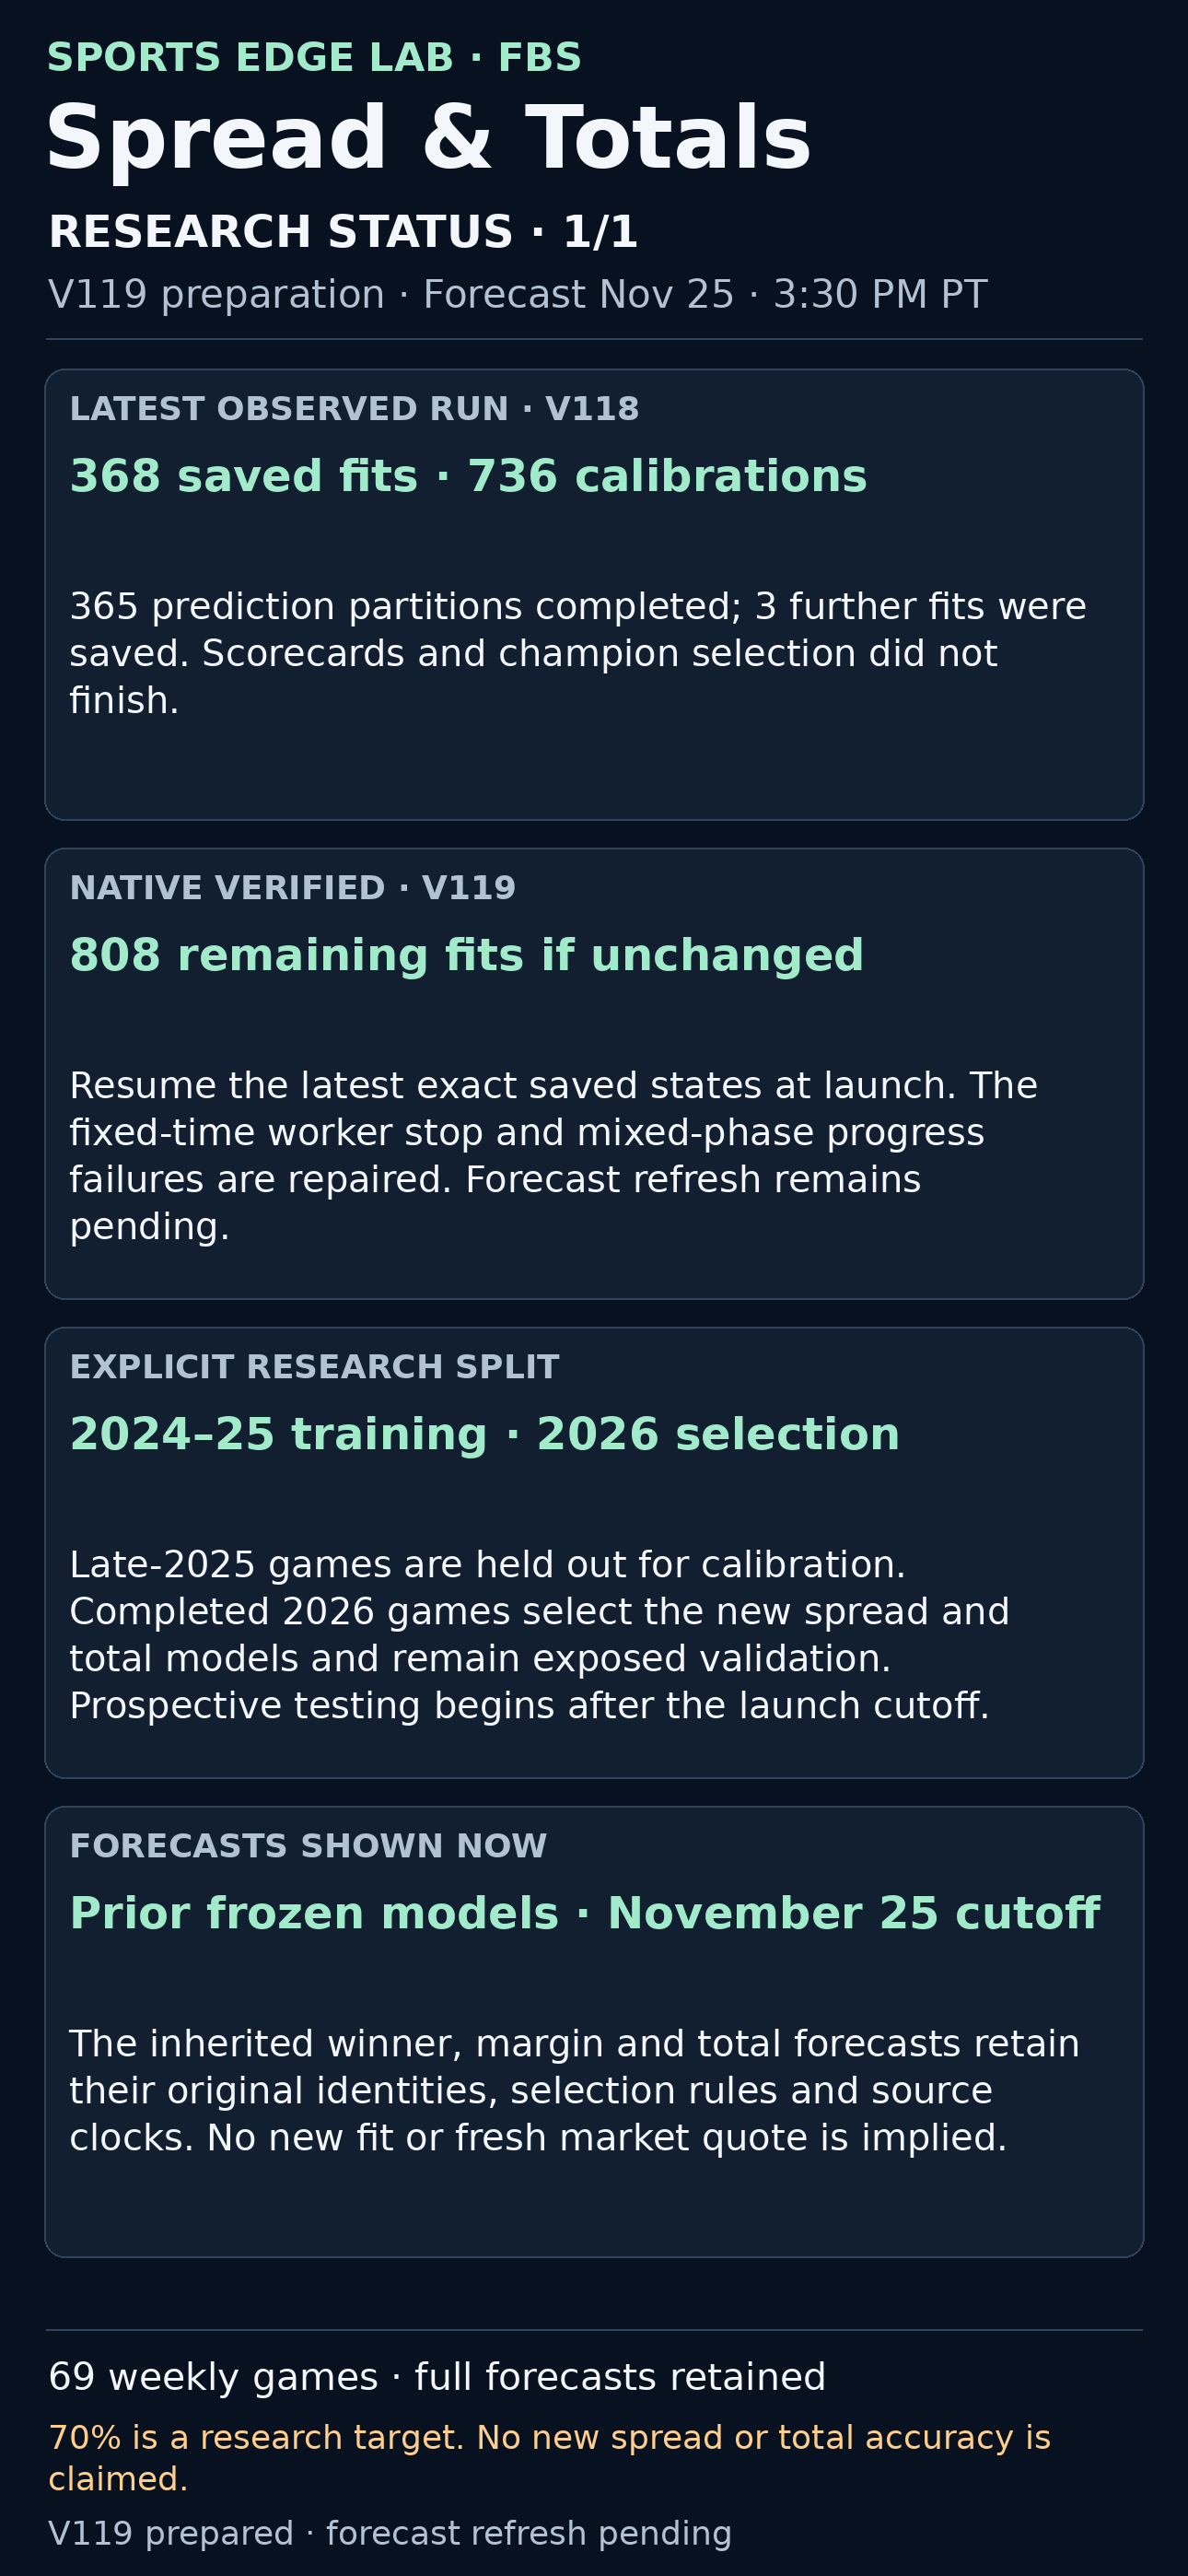 SPORTS EDGE LAB · FBS
Spread & Totals
RESEARCH STATUS · 1/1
V119 preparation · Forecast Nov 25 · 3:30 PM PT
LATEST OBSERVED RUN · V118
368 saved fits · 736 calibrations
365 prediction partitions completed; 3 further fits were
saved. Scorecards and champion selection did not
finish.
NATIVE VERIFIED · V119
808 remaining fits if unchanged
Resume the latest exact saved states at launch. The
fixed-time worker stop and mixed-phase progress
failures are repaired. Forecast refresh remains
pending.
EXPLICIT RESEARCH SPLIT
2024–25 training · 2026 selection
Late-2025 games are held out for calibration.
Completed 2026 games select the new spread and
total models and remain exposed validation.
Prospective testing begins after the launch cutoff.
FORECASTS SHOWN NOW
Prior frozen models · November 25 cutoff
The inherited winner, margin and total forecasts retain
their original identities, selection rules and source
clocks. No new fit or fresh market quote is implied.
69 weekly games · full forecasts retained
70% is a research target. No new spread or total accuracy is
claimed.
V119 prepared · forecast refresh pending